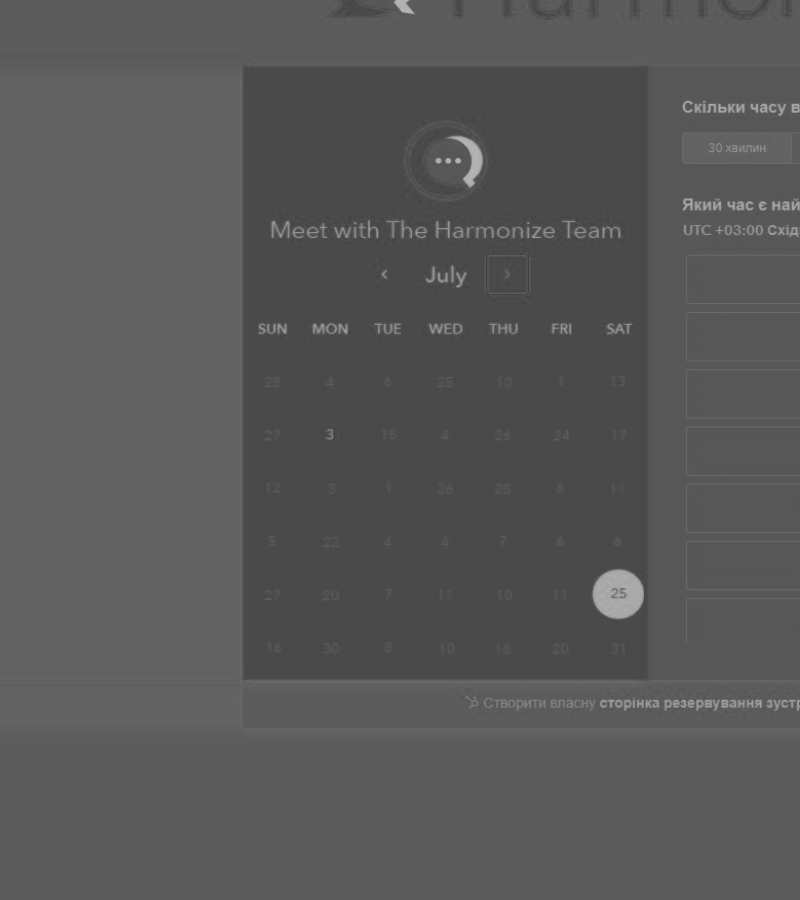 Harmoni
Скільки часу в
30 хвилин
Meet with The Harmonize Team
Який час є най
UTC +03:00 Схід
July
SUN MON TUE WED THU FRI SAT
28 4 6 25 10 1 13
27 3 15 4 26 24 17
12 3 1 26 28 6 11
5 22 4 4 7 6 6
27 20 7 11 10 11 25
16 30 8 10 18 20 31
Створити власну сторінка резервування зустр